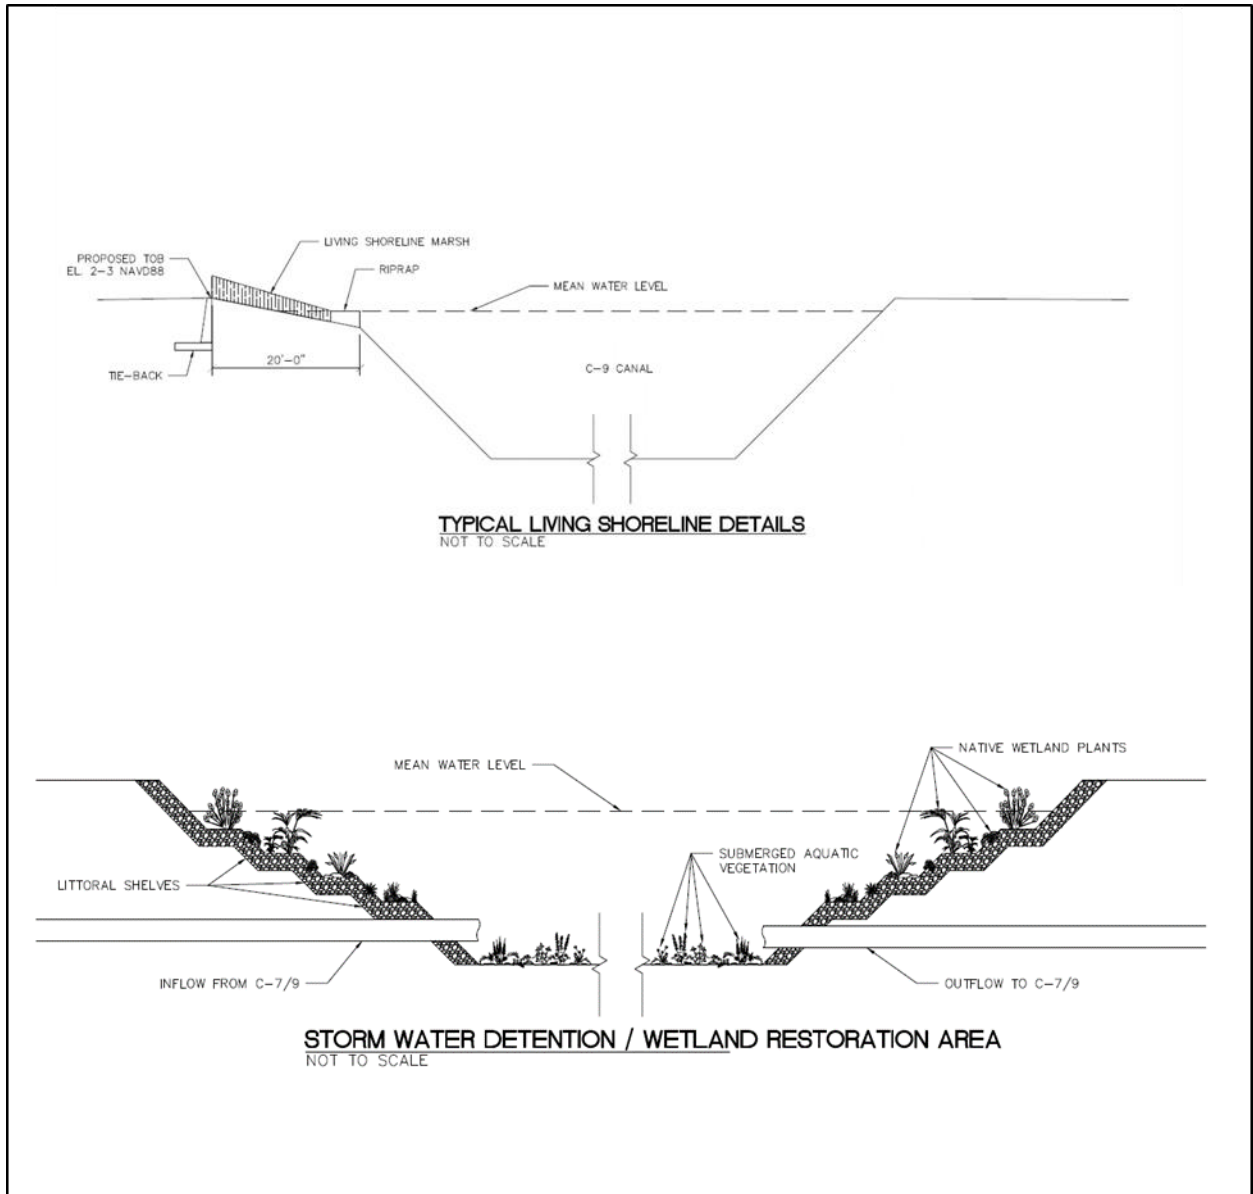 LIVING SHORELINE MARSH
PROPOSED TOB
EL. 2-3 NAVD88
RIPRAP
MEAN WATER LEVEL
20'-0"
TIE-BACK
C-9 CANAL
TYPICAL LIVING SHORELINE DETAILS
NOT TO SCALE
NATIVE WETLAND PLANTS
MEAN WATER LEVEL
SUBMERGED AQUATIC
VEGETATION
LITTORAL SHELVES
INFLOW FROM C-7/9
OUTFLOW TO C-7/9
STORM WATER DETENTION / WETLAND RESTORATION AREA
NOT TO SCALE